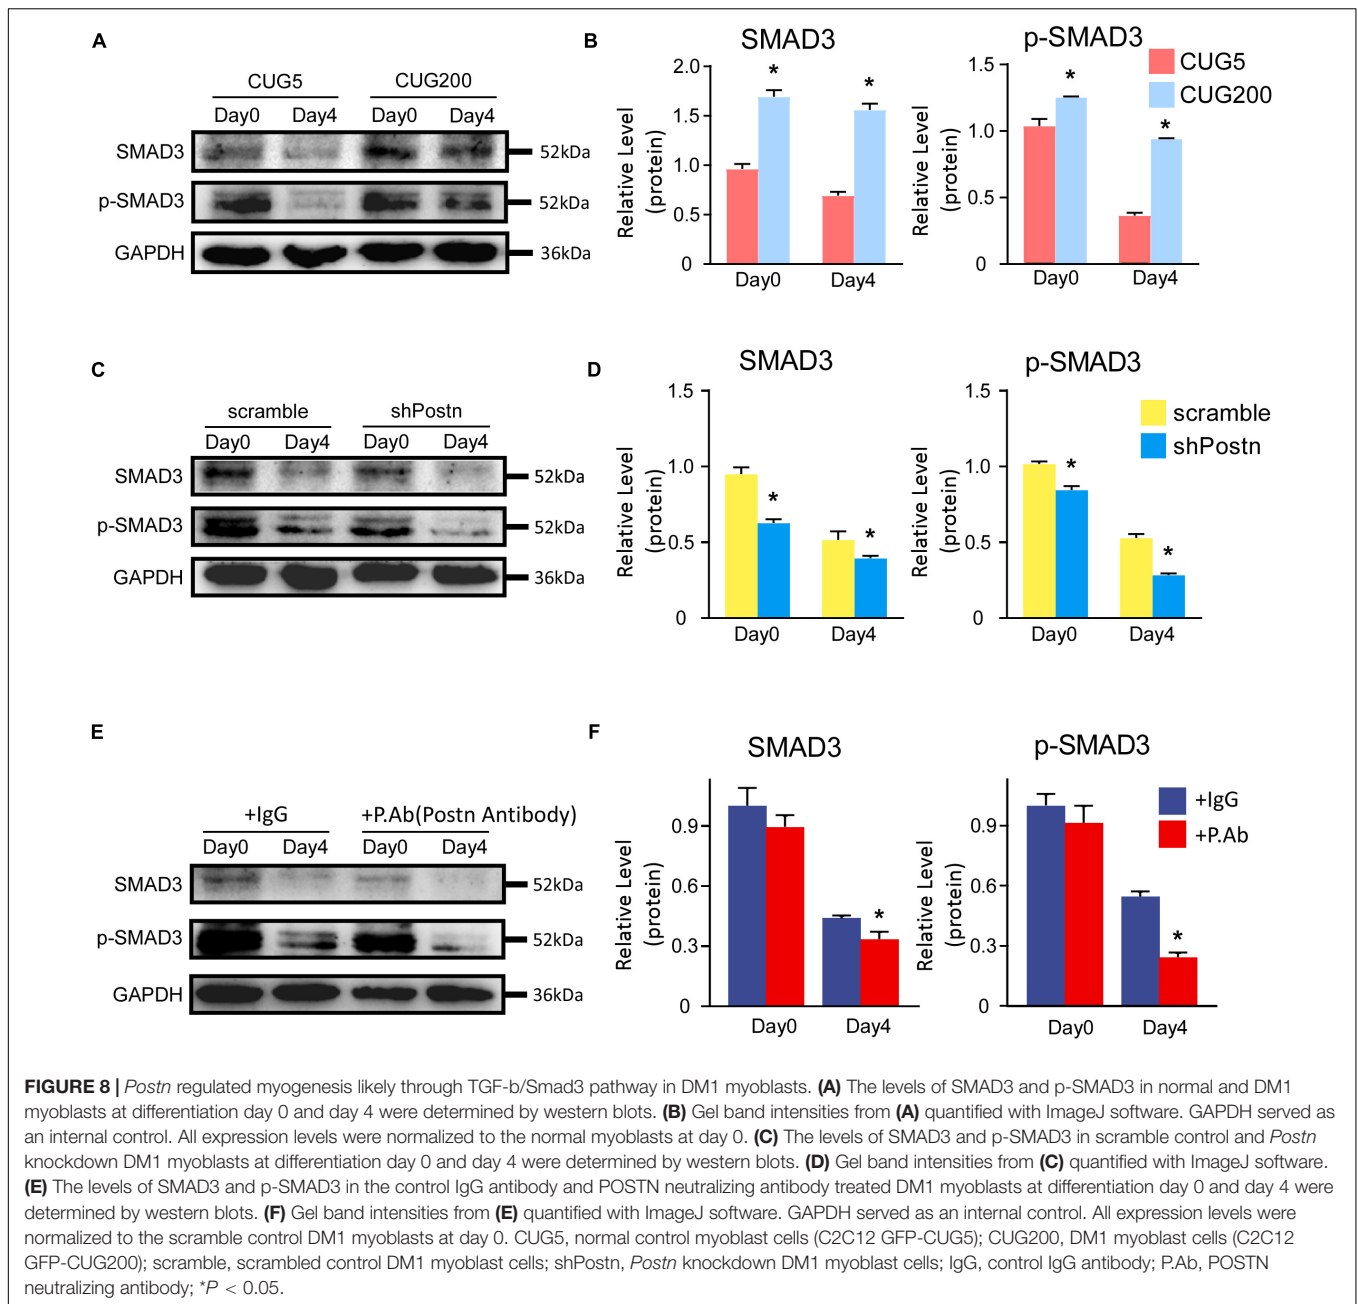 A
CUG5 CUG200
Day0 Day4 Day0 Day4
SMAD3 52kDa
p-SMAD3 52kDa
GAPDH 36kDa
B
SMAD3
Relative Level
(protein)
2.0
1.5
1.0
0.5
0
* *
Day0 Day4
p-SMAD3
Relative Level
(protein)
1.5
1.0
0.5
0
* *
Day0 Day4
CUG5
CUG200
C
scramble shPostn
Day0 Day4 Day0 Day4
SMAD3 52kDa
p-SMAD3 52kDa
GAPDH 36kDa
D
SMAD3
Relative Level
(protein)
1.5
1.0
0.5
0
* *
Day0 Day4
p-SMAD3
Relative Level
(protein)
1.5
1.0
0.5
0
* *
Day0 Day4
scramble
shPostn
E
+IgG +P.Ab(Postn Antibody)
Day0 Day4 Day0 Day4
SMAD3 52kDa
p-SMAD3 52kDa
GAPDH 36kDa
F
SMAD3
Relative Level
(protein)
0.9
0.6
0.3
0
*
Day0 Day4
p-SMAD3
Relative Level
(protein)
0.9
0.6
0.3
0
*
Day0 Day4
+IgG
+P.Ab
FIGURE 8 | Postn regulated myogenesis likely through TGF-b/Smad3 pathway in DM1 myoblasts. (A) The levels of SMAD3 and p-SMAD3 in normal and DM1
myoblasts at differentiation day 0 and day 4 were determined by western blots. (B) Gel band intensities from (A) quantified with ImageJ software. GAPDH served as
an internal control. All expression levels were normalized to the normal myoblasts at day 0. (C) The levels of SMAD3 and p-SMAD3 in scramble control and Postn
knockdown DM1 myoblasts at differentiation day 0 and day 4 were determined by western blots. (D) Gel band intensities from (C) quantified with ImageJ software.
(E) The levels of SMAD3 and p-SMAD3 in the control IgG antibody and POSTN neutralizing antibody treated DM1 myoblasts at differentiation day 0 and day 4 were
determined by western blots. (F) Gel band intensities from (E) quantified with ImageJ software. GAPDH served as an internal control. All expression levels were
normalized to the scramble control DM1 myoblasts at day 0. CUG5, normal control myoblast cells (C2C12 GFP-CUG5); CUG200, DM1 myoblast cells (C2C12
GFP-CUG200); scramble, scrambled control DM1 myoblast cells; shPostn, Postn knockdown DM1 myoblast cells; IgG, control IgG antibody; P.Ab, POSTN
neutralizing antibody; *P < 0.05.